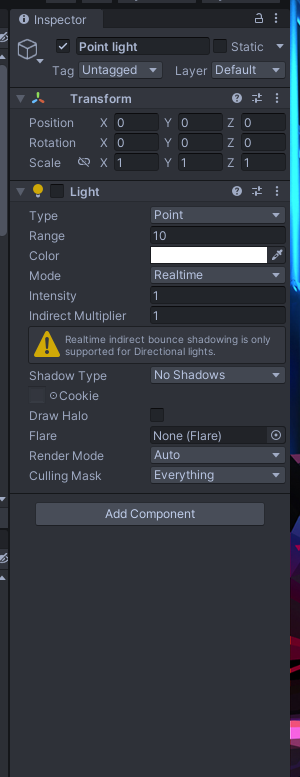 Inspector
Point light Static
Tag Untagged Layer Default
Transform
Position X 0 Y 0 Z 0
Rotation X 0 Y 0 Z 0
Scale X 1 Y 1 Z 1
Light
Type Point
Range 10
Color
Mode Realtime
Intensity 1
Indirect Multiplier 1
Realtime indirect bounce shadowing is only
supported for Directional lights.
Shadow Type No Shadows
Cookie
Draw Halo
Flare None (Flare)
Render Mode Auto
Culling Mask Everything
Add Component